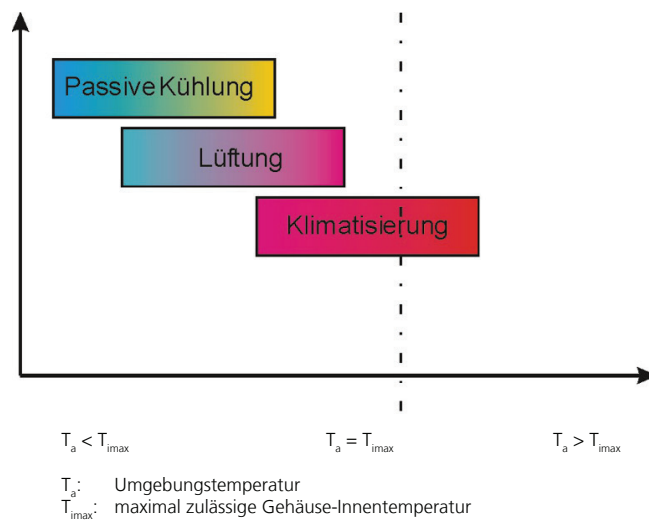 Passive Kühlung
Lüftung
Klimatisierung
Ta < Timax Ta = Timax Ta > Timax
Ta: Umgebungstemperatur
Timax: maximal zulässige Gehäuse-Innentemperatur